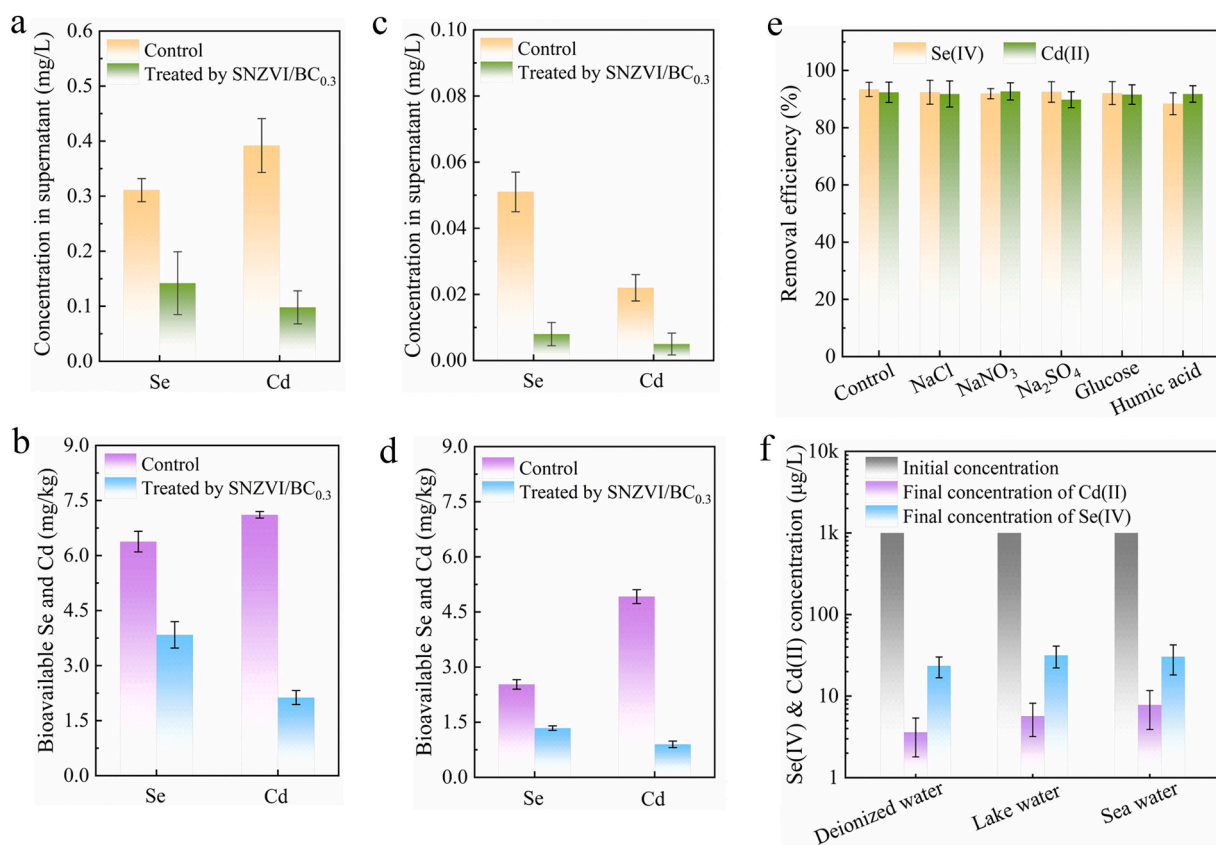 a
Concentration in supernatant (mg/L)
0.6
0.5
0.4
0.3
0.2
0.1
0.0
Control
Treated by SNZVI/BC0.3
Se
Cd
c
Concentration in supernatant (mg/L)
0.10
0.08
0.06
0.04
0.02
0.00
Control
Treated by SNZVI/BC0.3
Se
Cd
e
Removal efficiency (%)
100
80
60
40
20
0
Se(IV)
Cd(II)
Control
NaCl
NaNO3
Na2SO4
Glucose
Humic acid
b
Bioavailable Se and Cd (mg/kg)
9.0
7.5
6.0
4.5
3.0
1.5
0.0
Control
Treated by SNZVI/BC0.3
Se
Cd
d
Bioavailable Se and Cd (mg/kg)
9.0
7.5
6.0
4.5
3.0
1.5
0.0
Control
Treated by SNZVI/BC0.3
Se
Cd
f
Se(IV) & Cd(II) concentration (μg/L)
10k
1k
100
10
1
Initial concentration
Final concentration of Cd(II)
Final concentration of Se(IV)
Deionized water
Lake water
Sea water